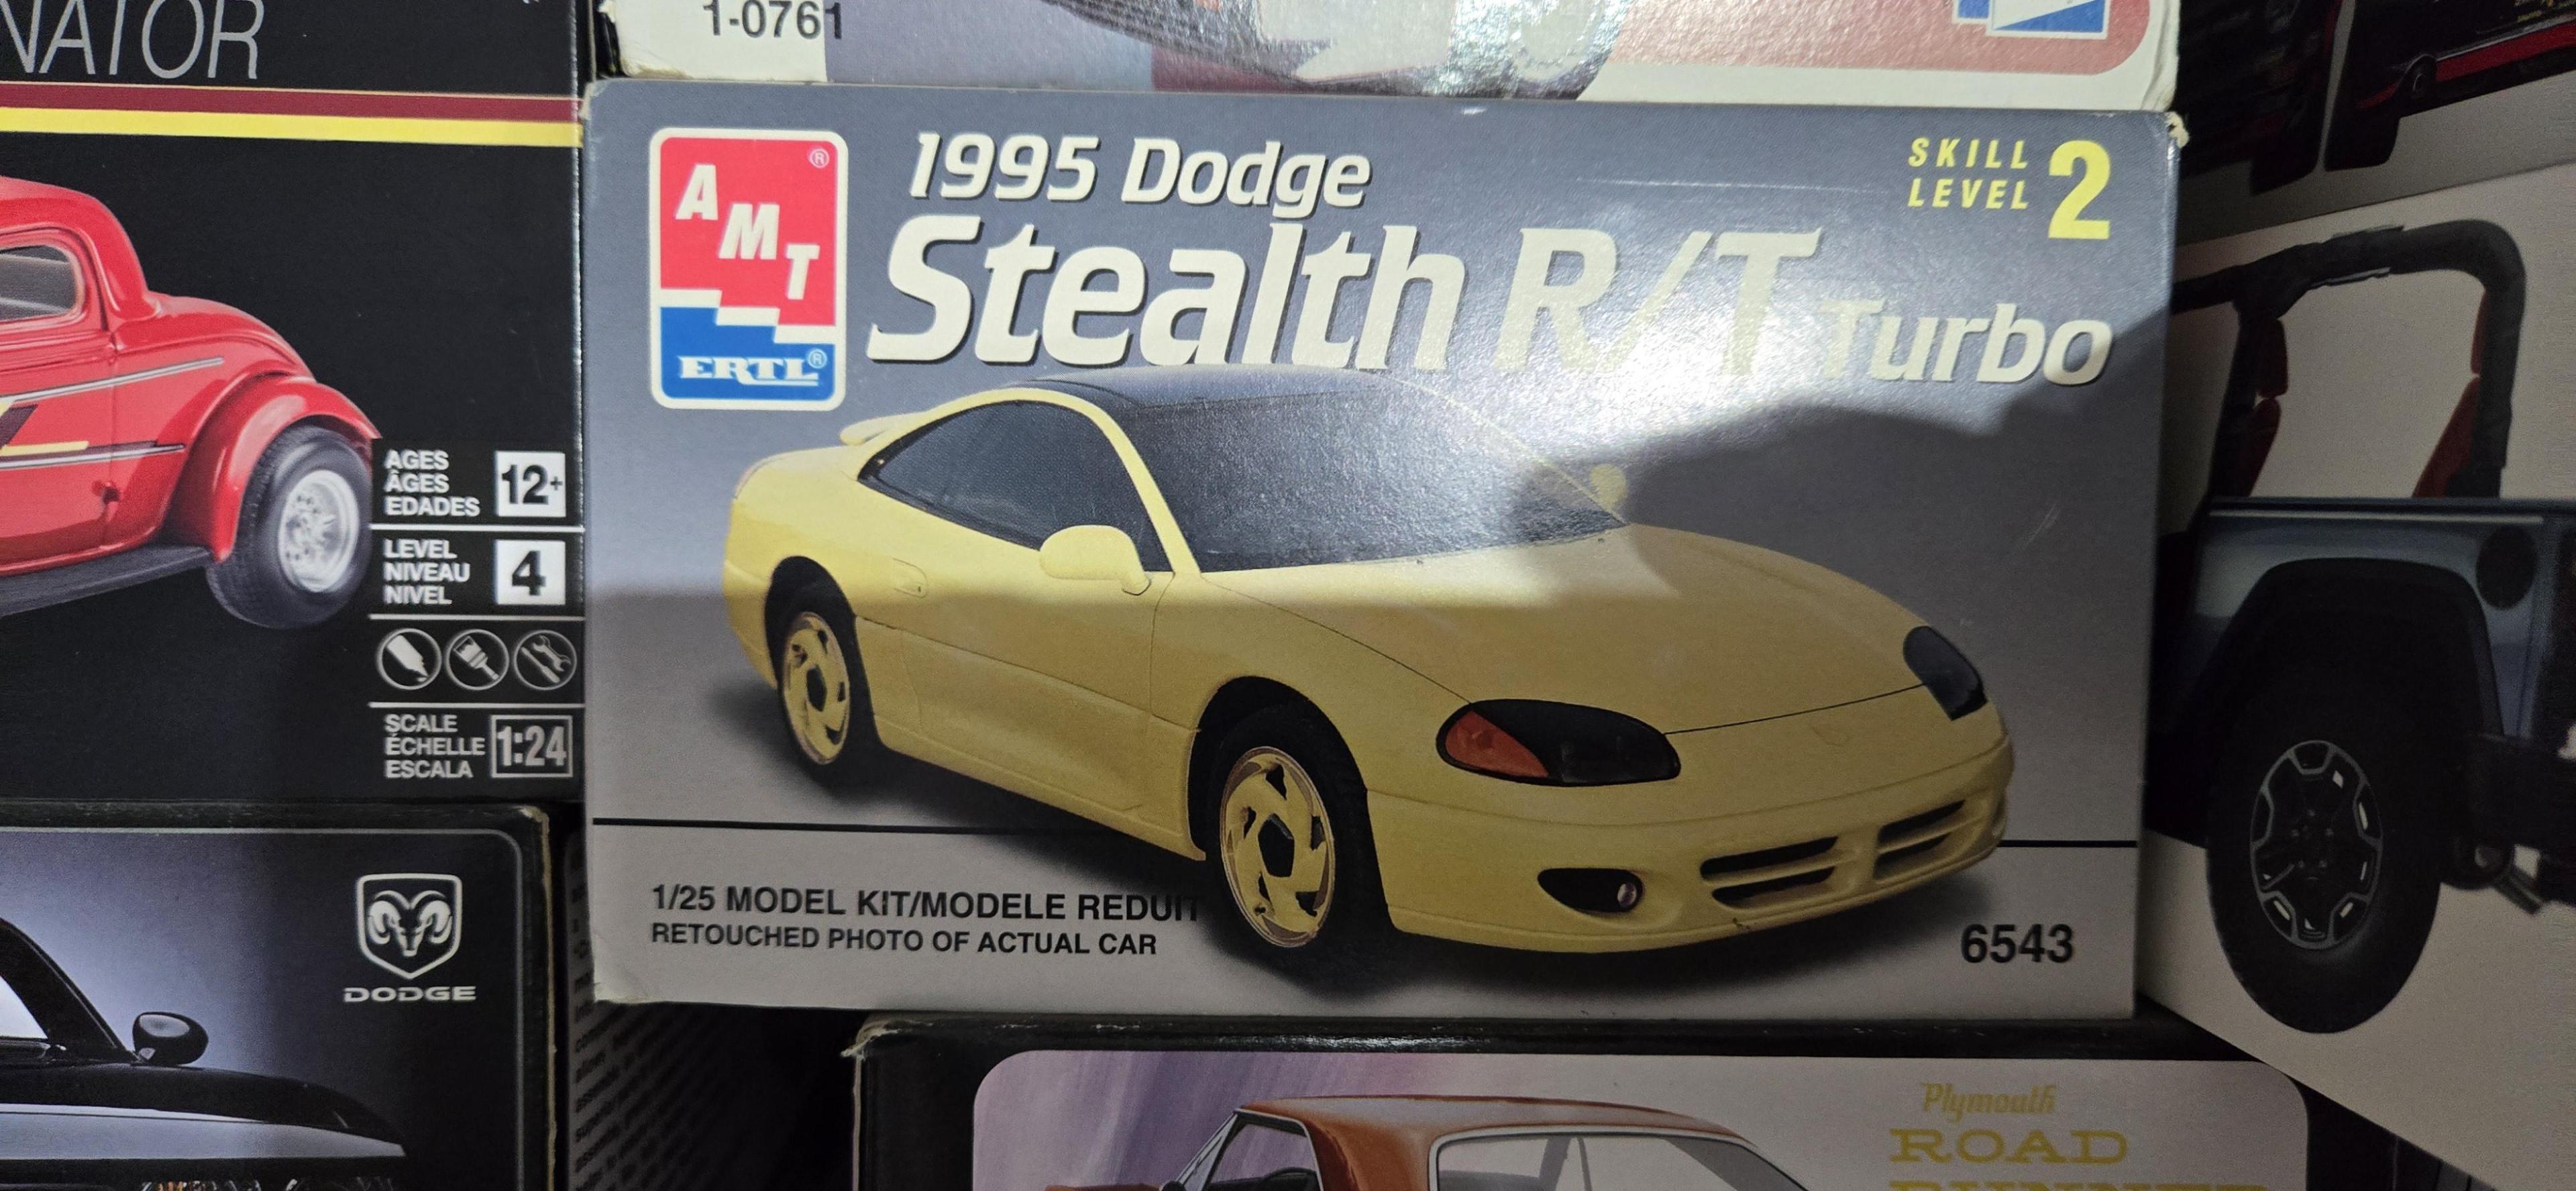 1-0761
AMT®
ERTL®
1995 Dodge
Stealth R/T Turbo
SKILL
LEVEL 2
1/25 MODEL KIT/MODELE REDUIT
RETOUCHED PHOTO OF ACTUAL CAR
6543
AGES
ÂGES
EDADES
12+
LEVEL
NIVEAU
NIVEL
4
SCALE
ÉCHELLE
ESCALA
1:24
DODGE
Plymouth
ROAD